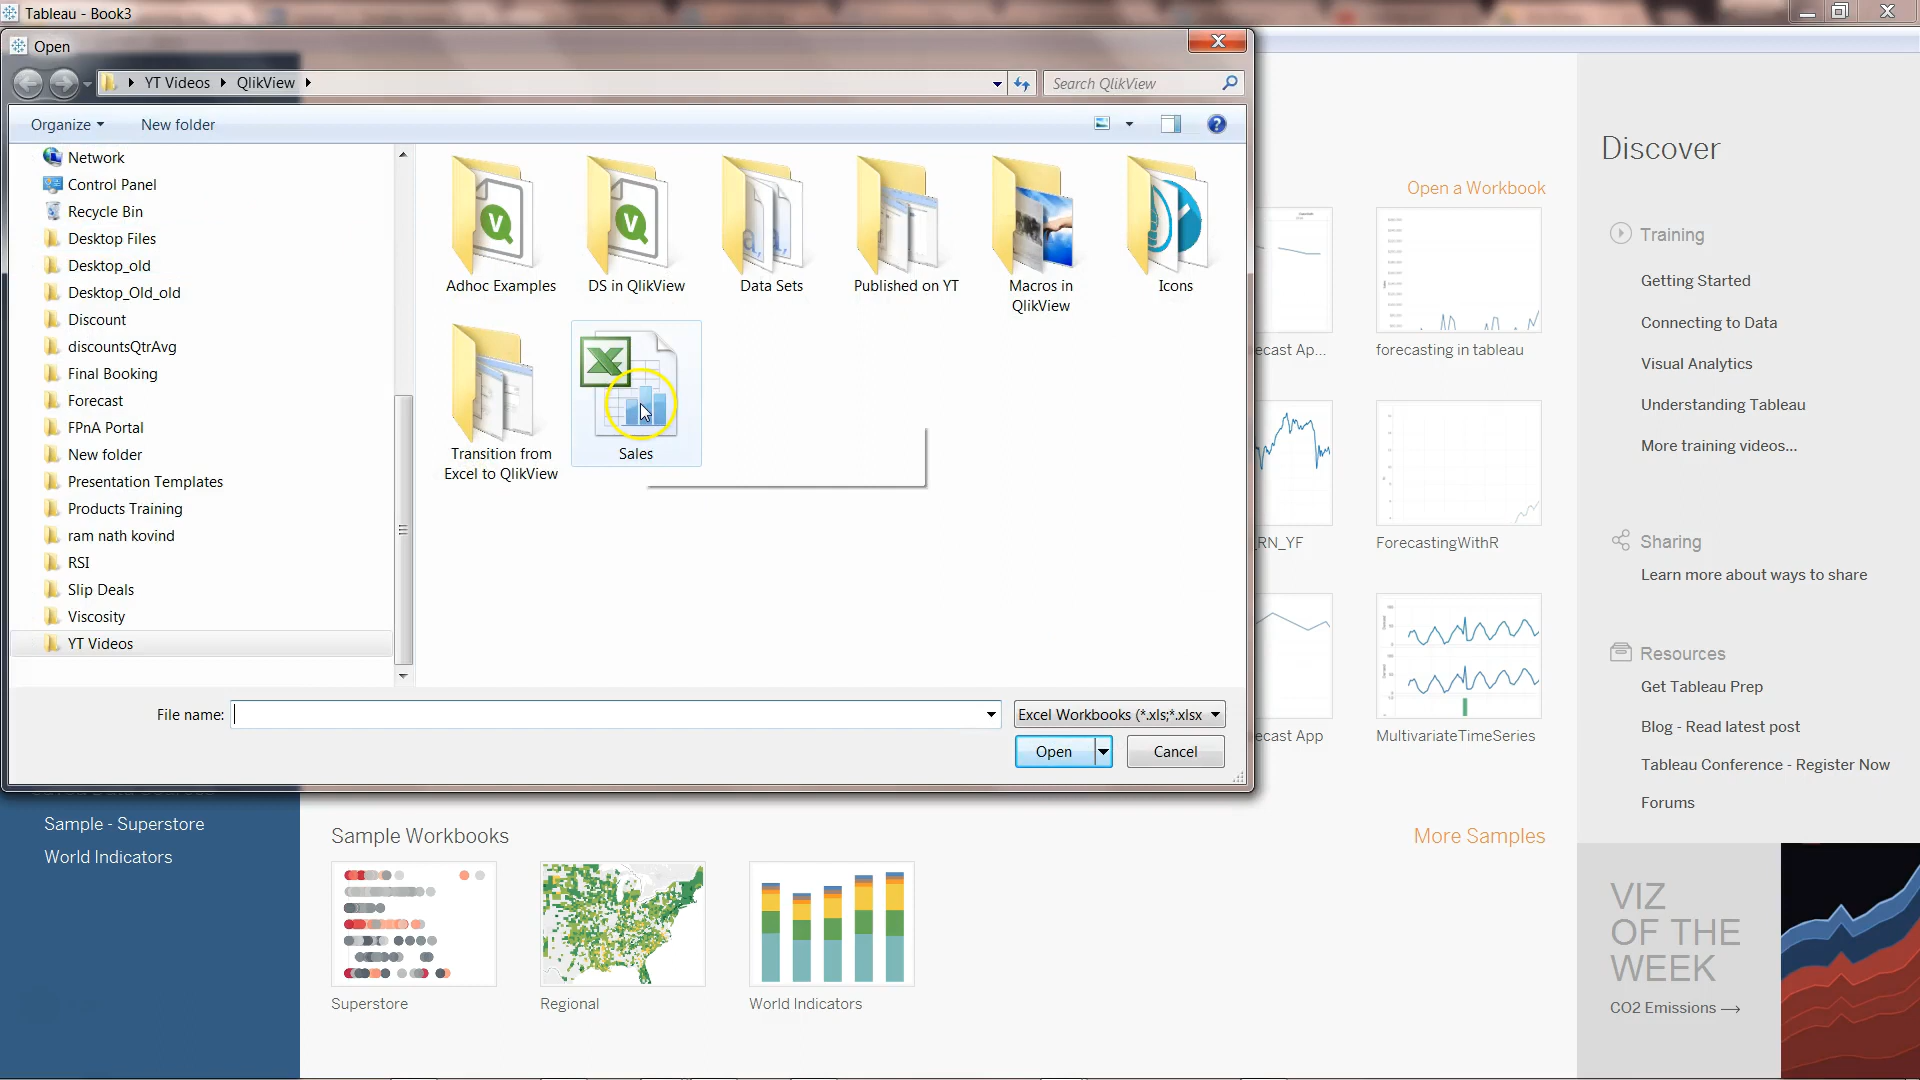 Tableau - Book3
Open
YT Videos
QlikView
Search QlikView
Organize
New folder
Network
Control Panel
Recycle Bin
Desktop Files
Desktop_old
Desktop_Old_old
Discount
discountsQtrAvg
Final Booking
Forecast
FPnA Portal
New folder
Presentation Templates
Products Training
ram nath kovind
RSI
Slip Deals
Viscosity
YT Videos
Adhoc Examples
DS in QlikView
Data Sets
Published on YT
Macros in
QlikView
Icons
Transition from
Excel to QlikView
Sales
File name:
Excel Workbooks (*.xls;*.xlsx
Open
Cancel
Open a Workbook
ecast Ap...
forecasting in tableau
_RN_YF
ForecastingWithR
ecast App
MultivariateTimeSeries
Discover
Training
Getting Started
Connecting to Data
Visual Analytics
Understanding Tableau
More training videos...
Sharing
Learn more about ways to share
Resources
Get Tableau Prep
Blog - Read latest post
Tableau Conference - Register Now
Forums
Sample - Superstore
World Indicators
Sample Workbooks
More Samples
Superstore
Regional
World Indicators
VIZ
OF THE
WEEK
CO2 Emissions →